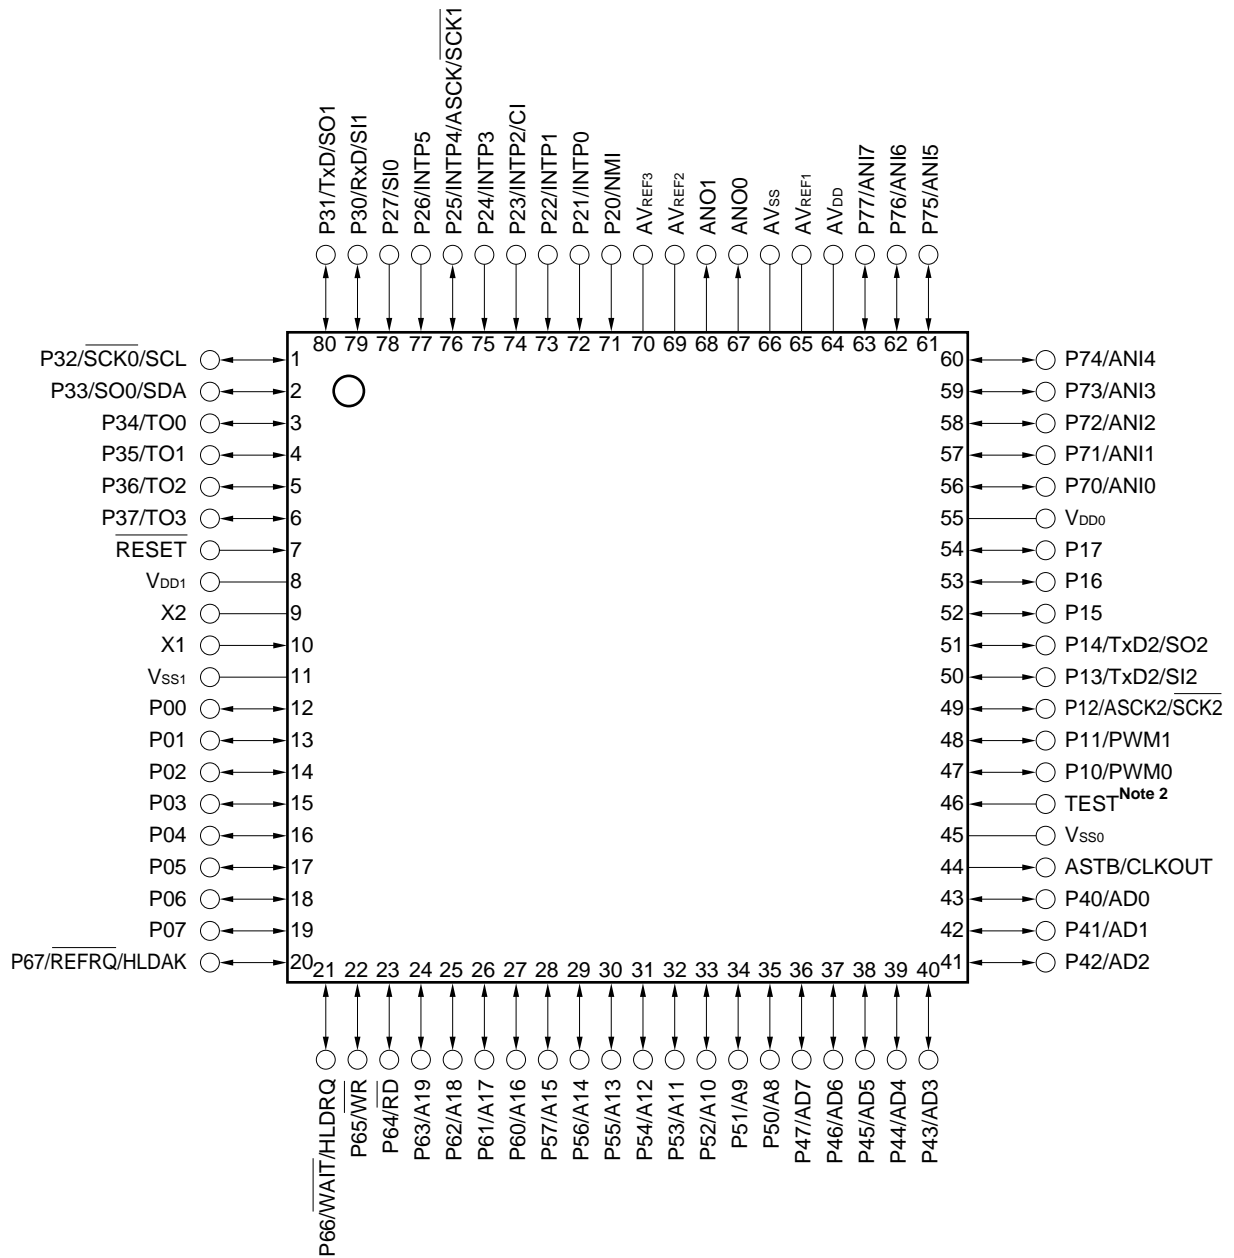 P31/TxD/SO1
P30/RxD/SI1
P27/SI0
P26/INTP5
P25/INTP4/ASCK/SCK1
P24/INTP3
P23/INTP2/CI
P22/INTP1
P21/INTP0
P20/NMI
AVREF3
AVREF2
ANO1
ANO0
AVSS
AVREF1
AVDD
P77/ANI7
P76/ANI6
P75/ANI5
80 79 78 77 76 75 74 73 72 71 70 69 68 67 66 65 64 63 62 61
P32/SCK0/SCL 1
P33/SO0/SDA 2
P34/TO0 3
P35/TO1 4
P36/TO2 5
P37/TO3 6
RESET 7
VDD1 8
X2 9
X1 10
VSS1 11
P00 12
P01 13
P02 14
P03 15
P04 16
P05 17
P06 18
P07 19
P67/REFRQ/HLDAK 20
60 P74/ANI4
59 P73/ANI3
58 P72/ANI2
57 P71/ANI1
56 P70/ANI0
55 VDD0
54 P17
53 P16
52 P15
51 P14/TxD2/SO2
50 P13/TxD2/SI2
49 P12/ASCK2/SCK2
48 P11/PWM1
47 P10/PWM0
46 TEST Note 2
45 VSS0
44 ASTB/CLKOUT
43 P40/AD0
42 P41/AD1
41 P42/AD2
21 22 23 24 25 26 27 28 29 30 31 32 33 34 35 36 37 38 39 40
P66/WAIT/HLDRQ
P65/WR
P64/RD
P63/A19
P62/A18
P61/A17
P60/A16
P57/A15
P56/A14
P55/A13
P54/A12
P53/A11
P52/A10
P51/A9
P50/A8
P47/AD7
P46/AD6
P45/AD5
P44/AD4
P43/AD3